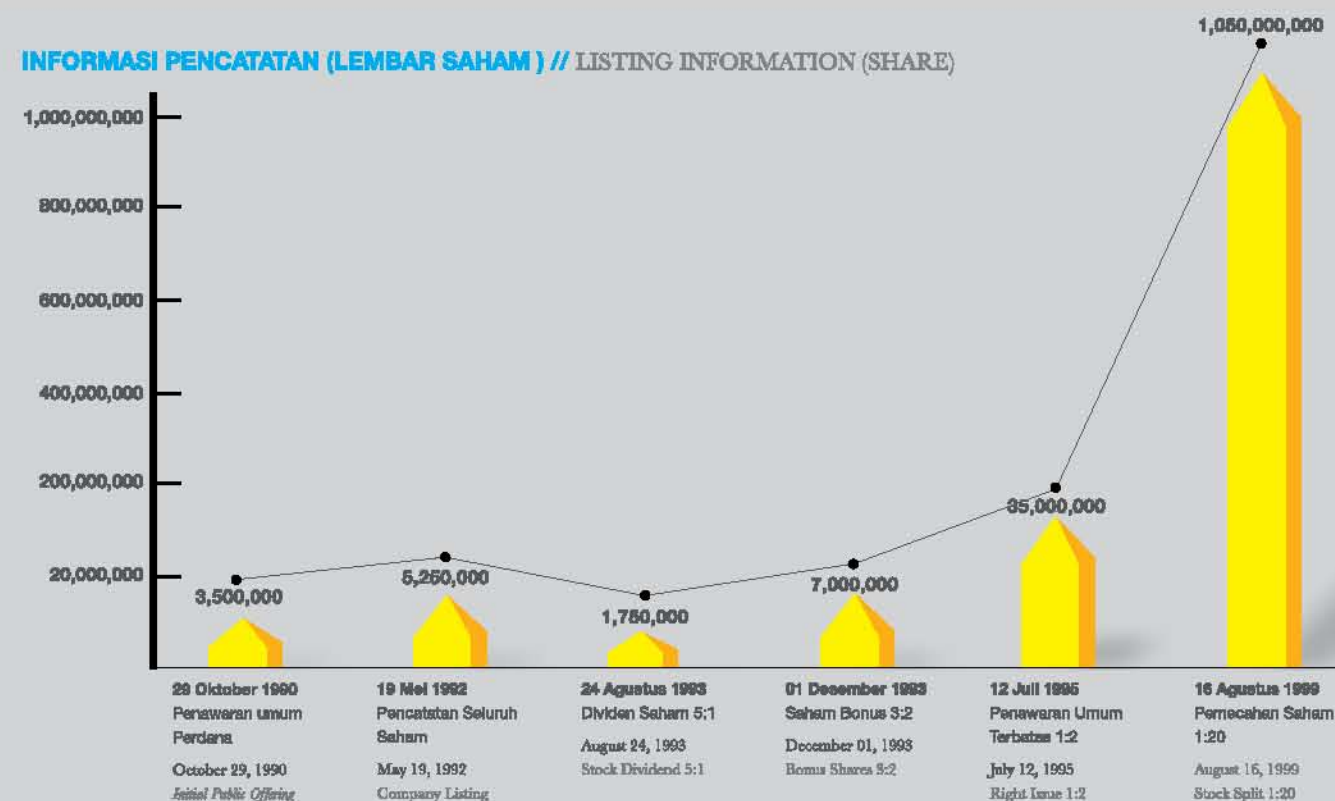 1,050,000,000
INFORMASI PENCATATAN (LEMBAR SAHAM ) // LISTING INFORMATION (SHARE)
1,000,000,000
800,000,000
600,000,000
400,000,000
200,000,000
20,000,000
3,500,000
5,250,000
1,750,000
7,000,000
35,000,000
29 Oktober 1990
Penawaran umum
Perdana
October 29, 1990
Initial Public Offering
19 Mei 1992
Pencatatan Seluruh
Saham
May 19, 1992
Company Listing
24 Agustus 1993
Dividen Saham 5:1
August 24, 1993
Stock Dividend 5:1
01 Desember 1993
Saham Bonus 3:2
December 01, 1993
Bonus Shares 3:2
12 Juli 1995
Penawaran Umum
Terbatas 1:2
July 12, 1995
Right Issue 1:2
16 Agustus 1999
Pemecahan Saham
1:20
August 16, 1999
Stock Split 1:20